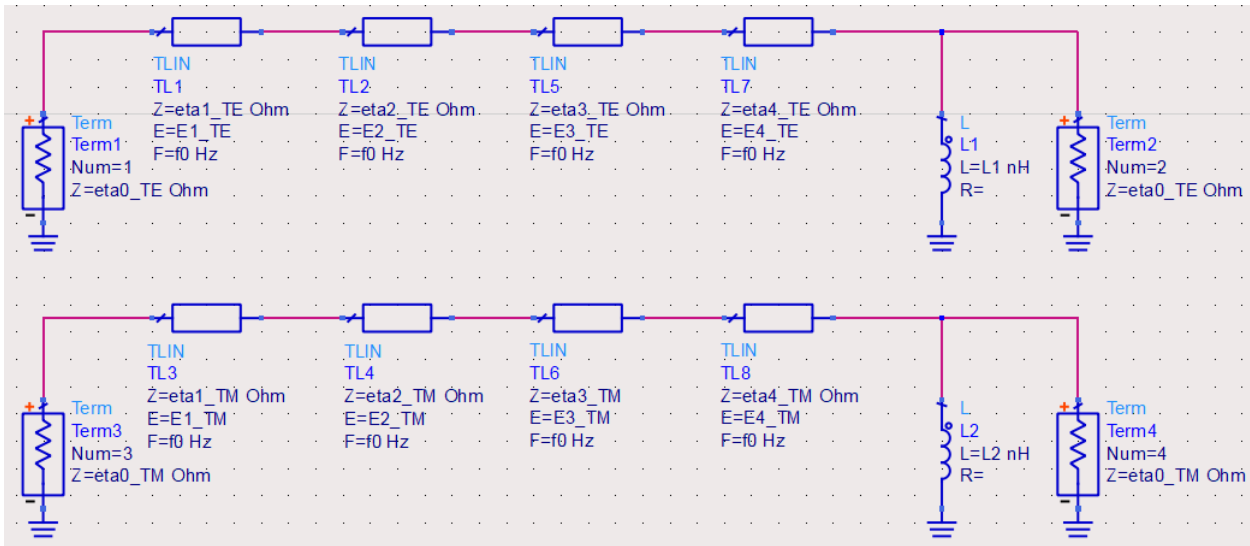 TLIN
TL1
Z=eta1_TE Ohm
E=E1_TE
F=f0 Hz
TLIN
TL2
Z=eta2_TE Ohm
E=E2_TE
F=f0 Hz
TLIN
TL5
Z=eta3_TE Ohm
E=E3_TE
F=f0 Hz
TLIN
TL7
Z=eta4_TE Ohm
E=E4_TE
F=f0 Hz
+
Term
Term1
Num=1
Z=eta0_TE Ohm
-
L
L1
L=L1 nH
R=
+
Term
Term2
Num=2
Z=eta0_TE Ohm
-
TLIN
TL3
Z=eta1_TM Ohm
E=E1_TM
F=f0 Hz
TLIN
TL4
Z=eta2_TM Ohm
E=E2_TM
F=f0 Hz
TLIN
TL6
Z=eta3_TM
E=E3_TM
F=f0 Hz
TLIN
TL8
Z=eta4_TM Ohm
E=E4_TM
F=f0 Hz
+
Term
Term3
Num=3
Z=eta0_TM Ohm
-
L
L2
L=L2 nH
R=
+
Term
Term4
Num=4
Z=eta0_TM Ohm
-